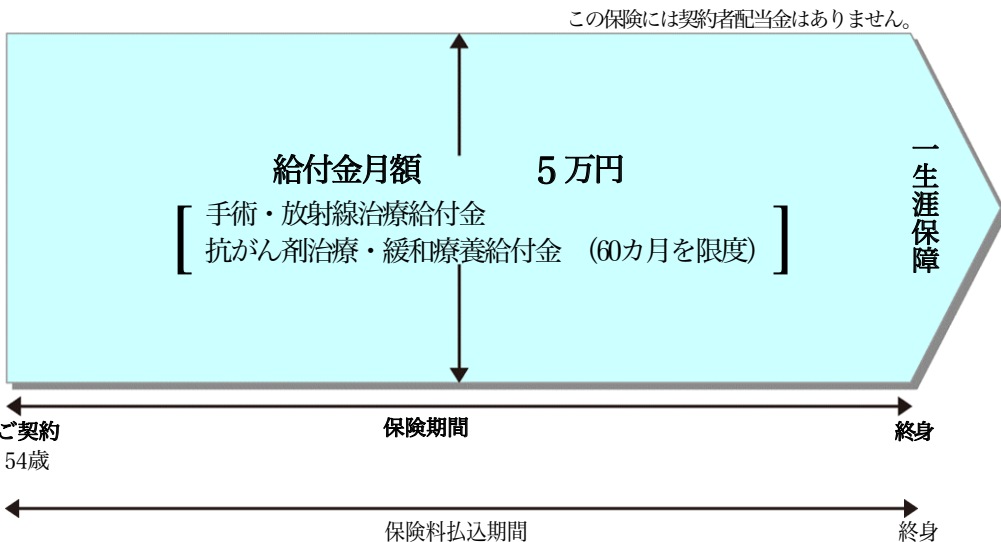 この保険には契約者配当金はありません。
給付金月額 5万円
手術・放射線治療給付金
抗がん剤治療・緩和療養給付金 (60カ月を限度)
一生涯保障
ご契約 保険期間 終身
54歳
保険料払込期間 終身